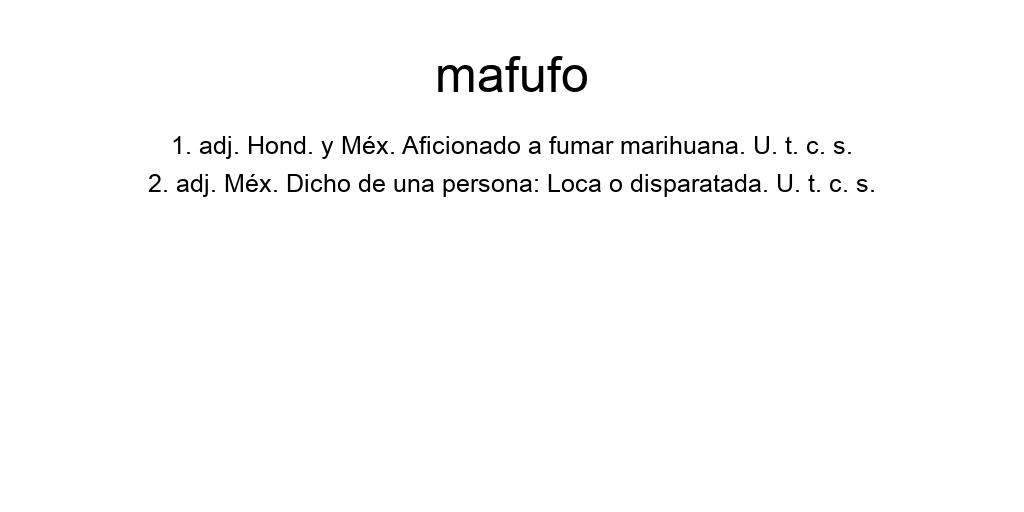 mafufo
1. adj. Hond. y Méx. Aficionado a fumar marihuana. U. t. c. s.
2. adj. Méx. Dicho de una persona: Loca o disparatada. U. t. c. s.